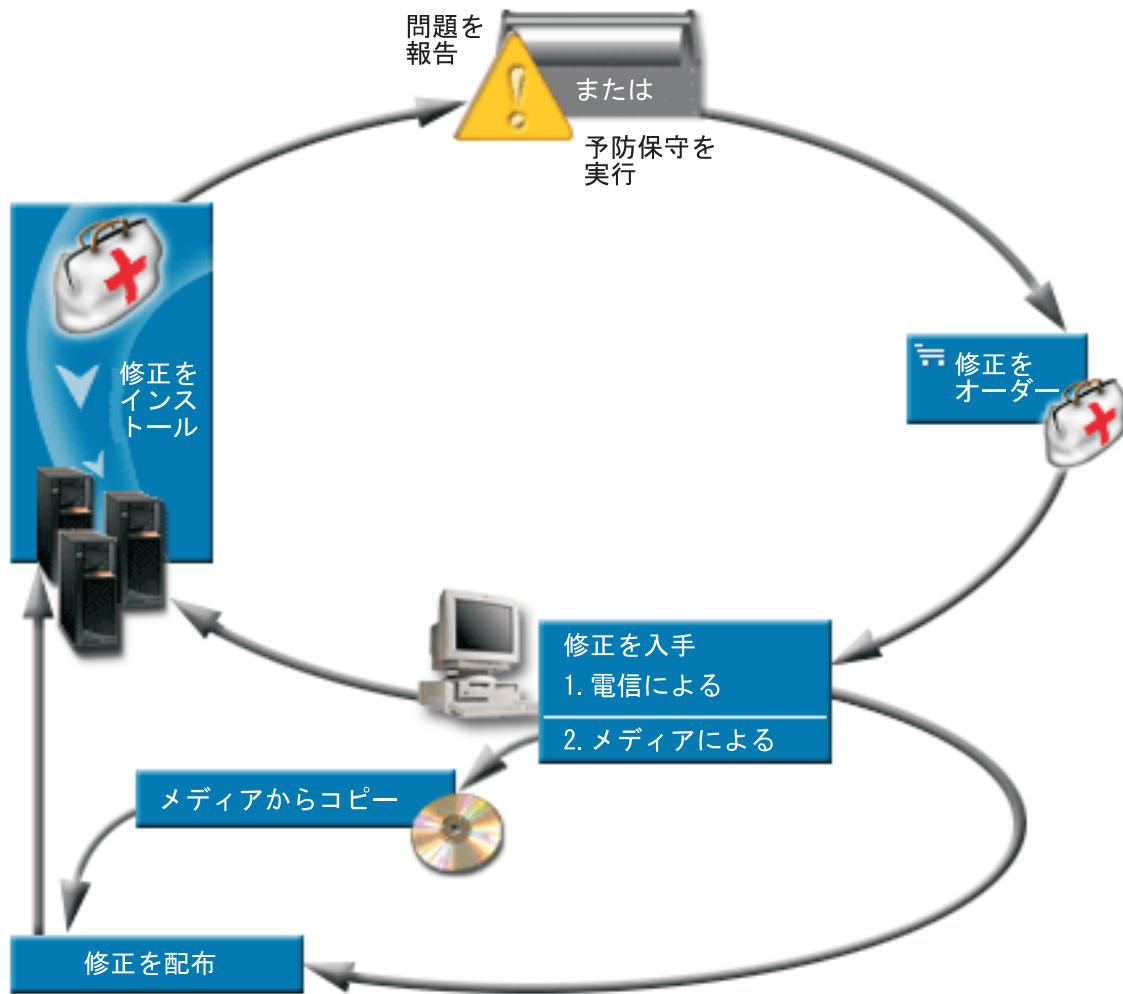 問題を
報告
または
予防保守を
実行
修正を
オーダー
修正を
インス
トール
修正を入手
1. 電信による
2. メディアによる
メディアからコピー
修正を配布